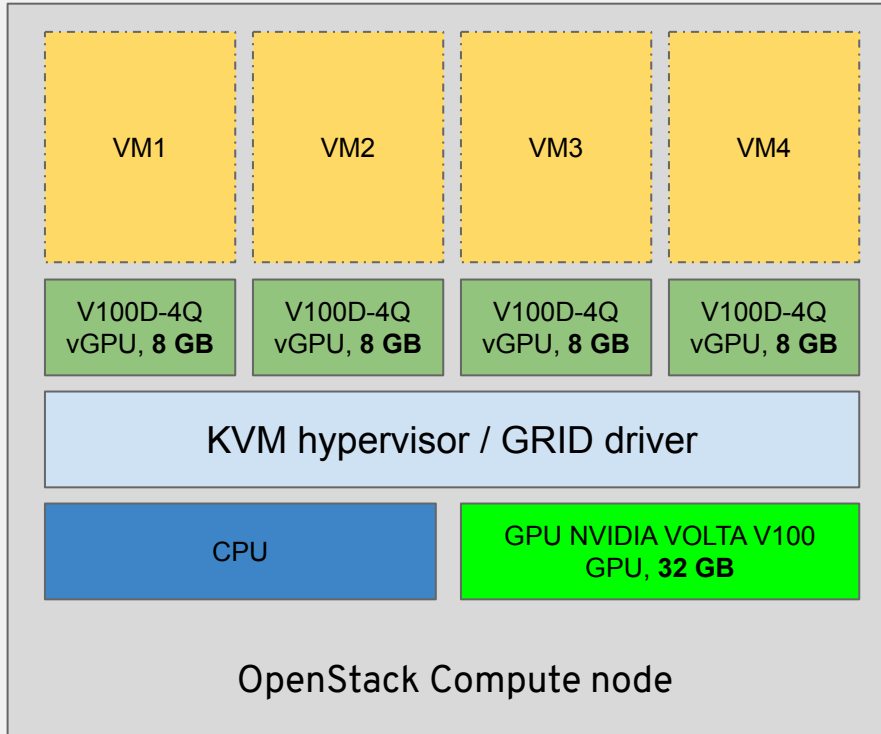 VM1
VM2
VM3
VM4
V100D-4Q
vGPU, 8 GB
V100D-4Q
vGPU, 8 GB
V100D-4Q
vGPU, 8 GB
V100D-4Q
vGPU, 8 GB
KVM hypervisor / GRID driver
CPU
GPU NVIDIA VOLTA V100
GPU, 32 GB
OpenStack Compute node